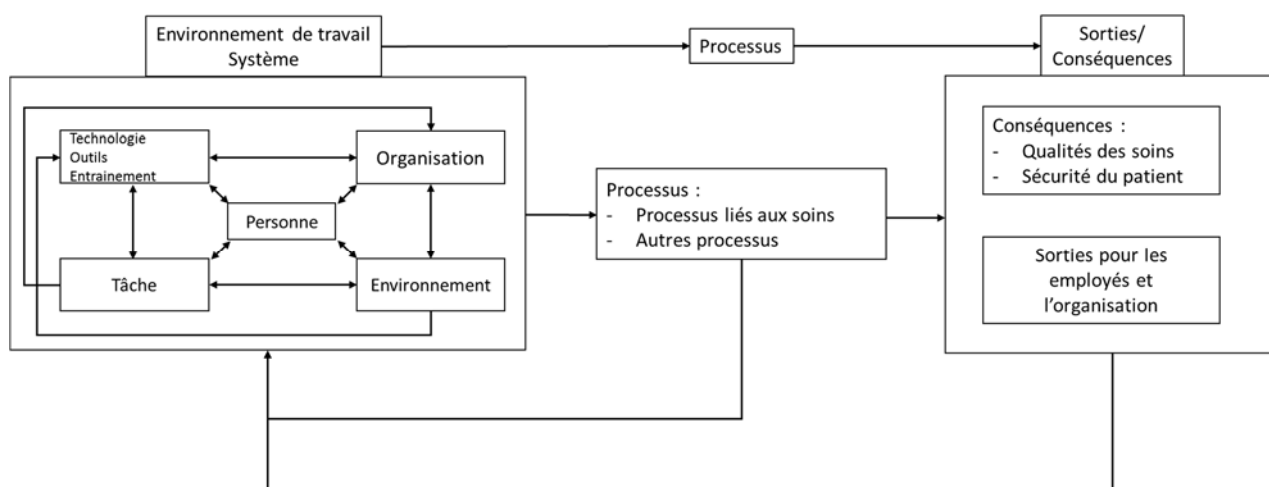 Environnement de travail
Système
Processus
Sorties/
Conséquences
Technologie
Outils
Entrainement
Organisation
Personne
Tâche
Environnement
Processus :
- Processus liés aux soins
- Autres processus
Conséquences :
- Qualités des soins
- Sécurité du patient
Sorties pour les
employés et
l'organisation